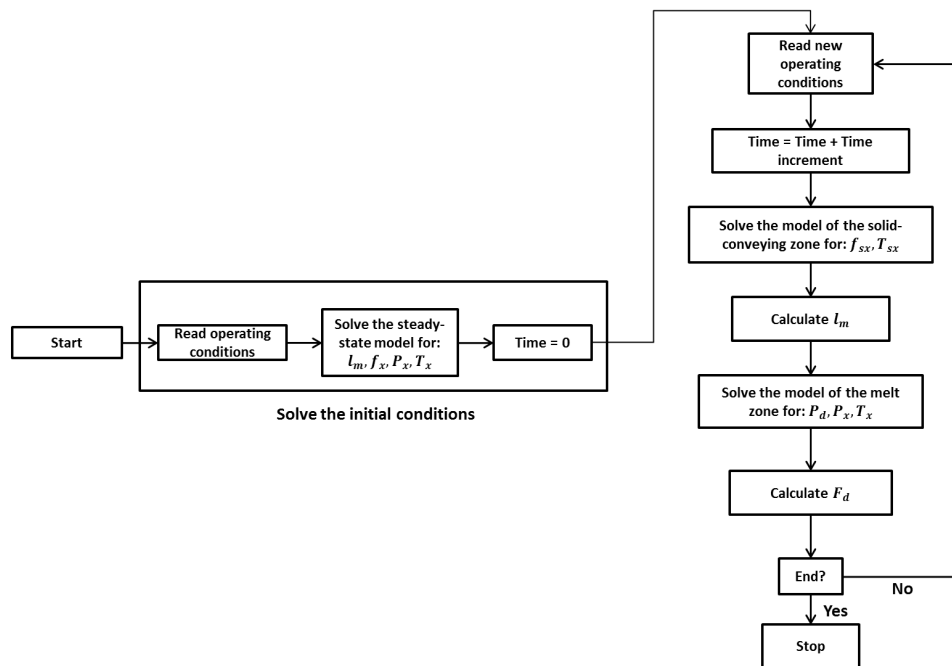 Start
Read operating
conditions
Solve the steady-
state model for:
l_m, f_x, P_x, T_x
Time = 0
Solve the initial conditions
Read new
operating
conditions
Time = Time + Time
increment
Solve the model of the solid-
conveying zone for: f_sx, T_sx
Calculate l_m
Solve the model of the melt
zone for: P_d, P_x, T_x
Calculate F_d
End?
No
Yes
Stop